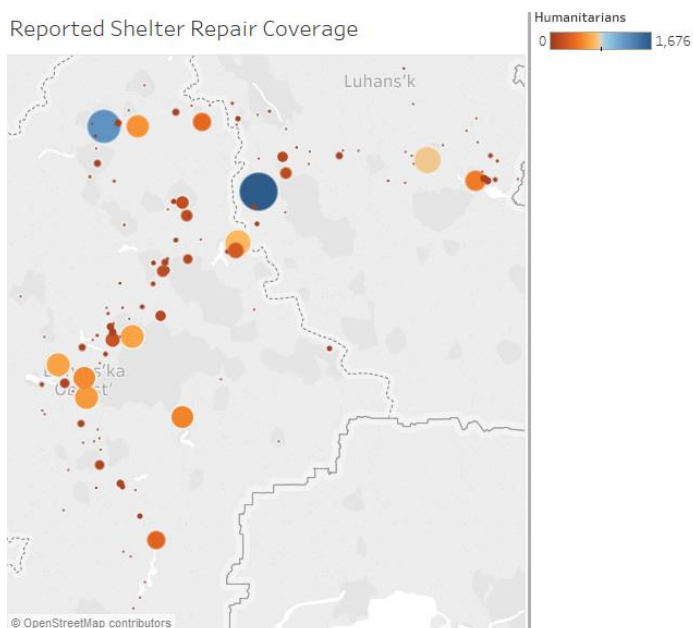 Reported Shelter Repair Coverage
Humanitarians
0 1,676
Luhans'k
© OpenStreetMap contributors